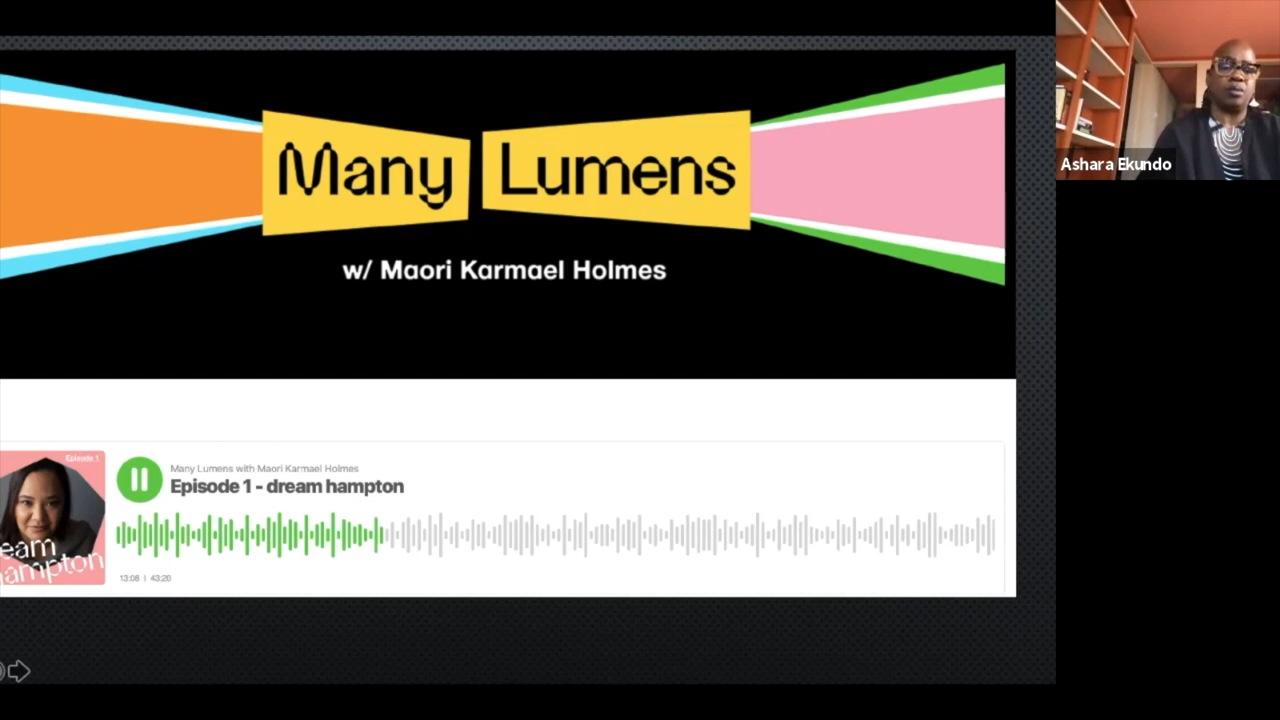 Many Lumens
w/ Maori Karmael Holmes
Ashara Ekundo
Episode 1
eam
ampton
Many Lumens with Maori Karmael Holmes
Episode 1 - dream hampton
13:08 | 43:20